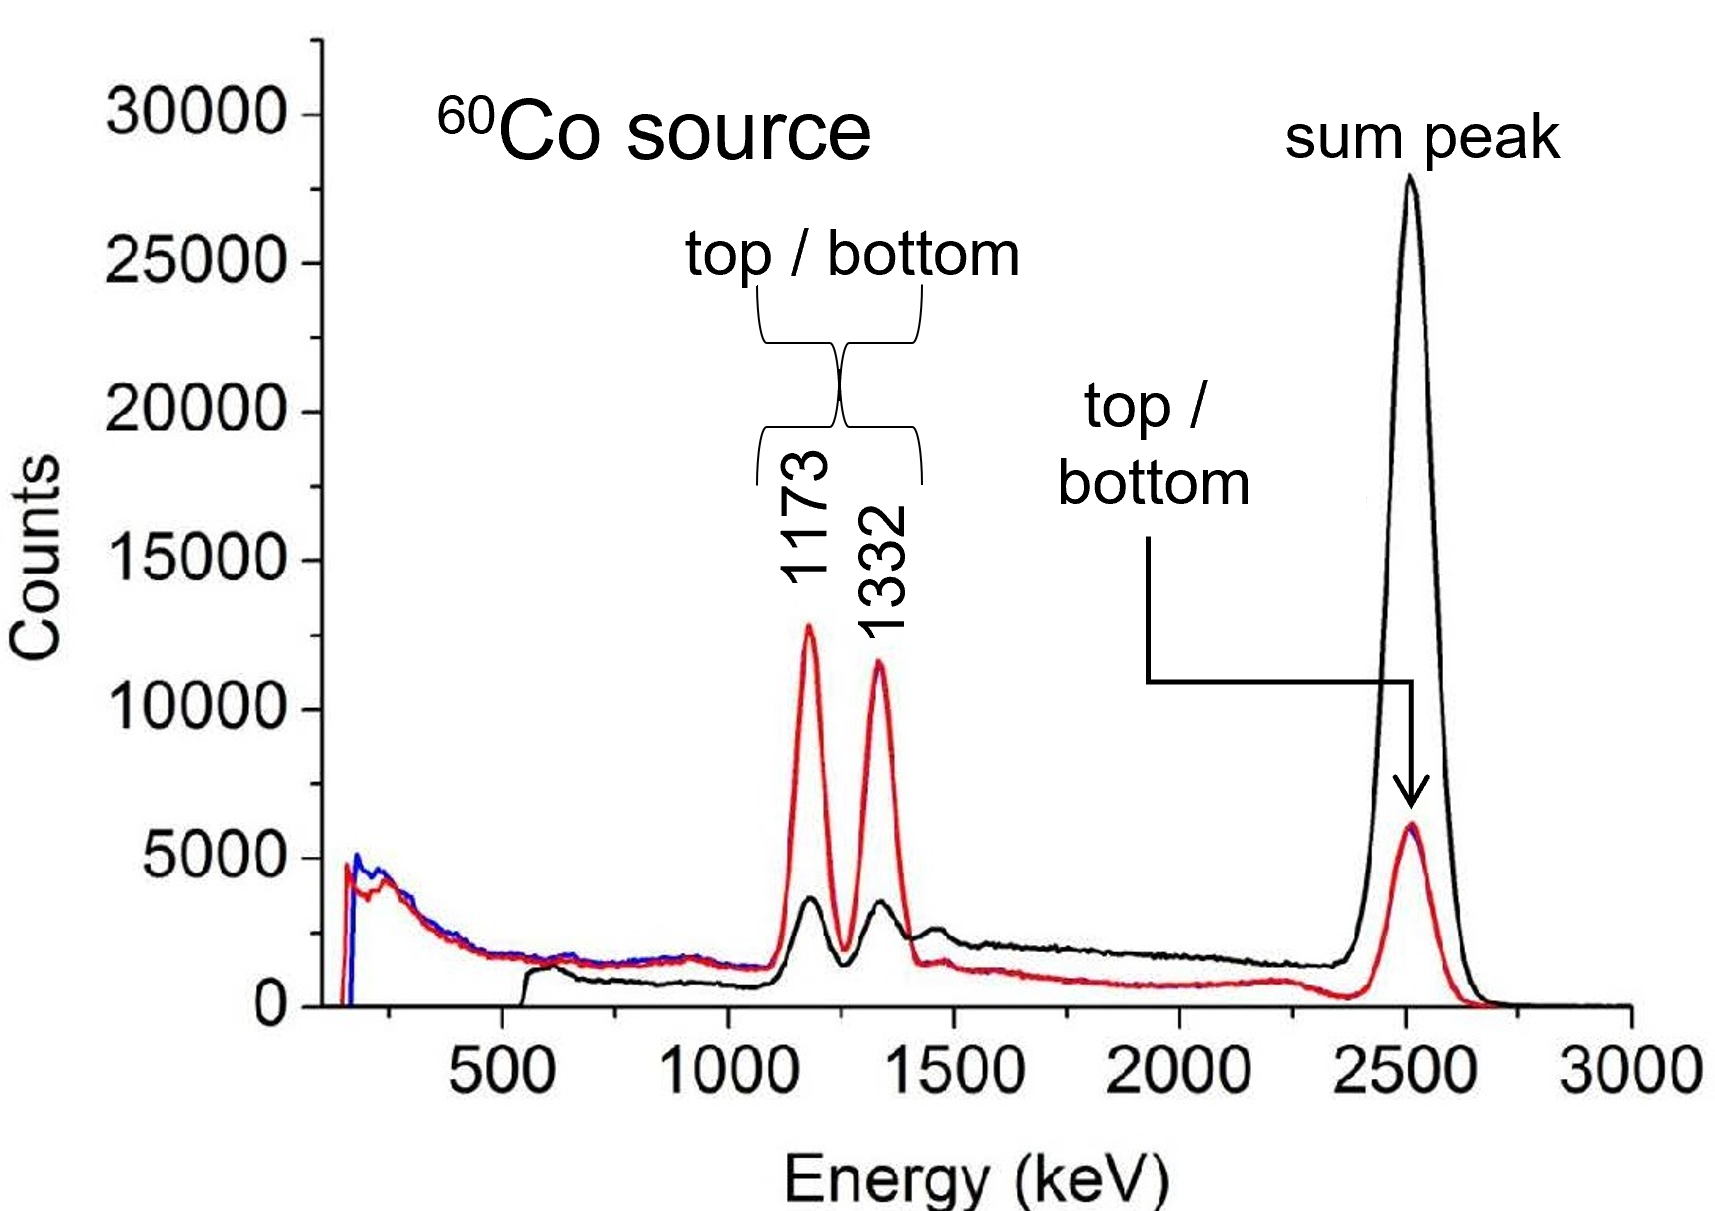 ⁶⁰Co source
sum peak
top / bottom
top /
bottom
1173
1332
Counts
30000
25000
20000
15000
10000
5000
0
500
1000
1500
2000
2500
3000
Energy (keV)